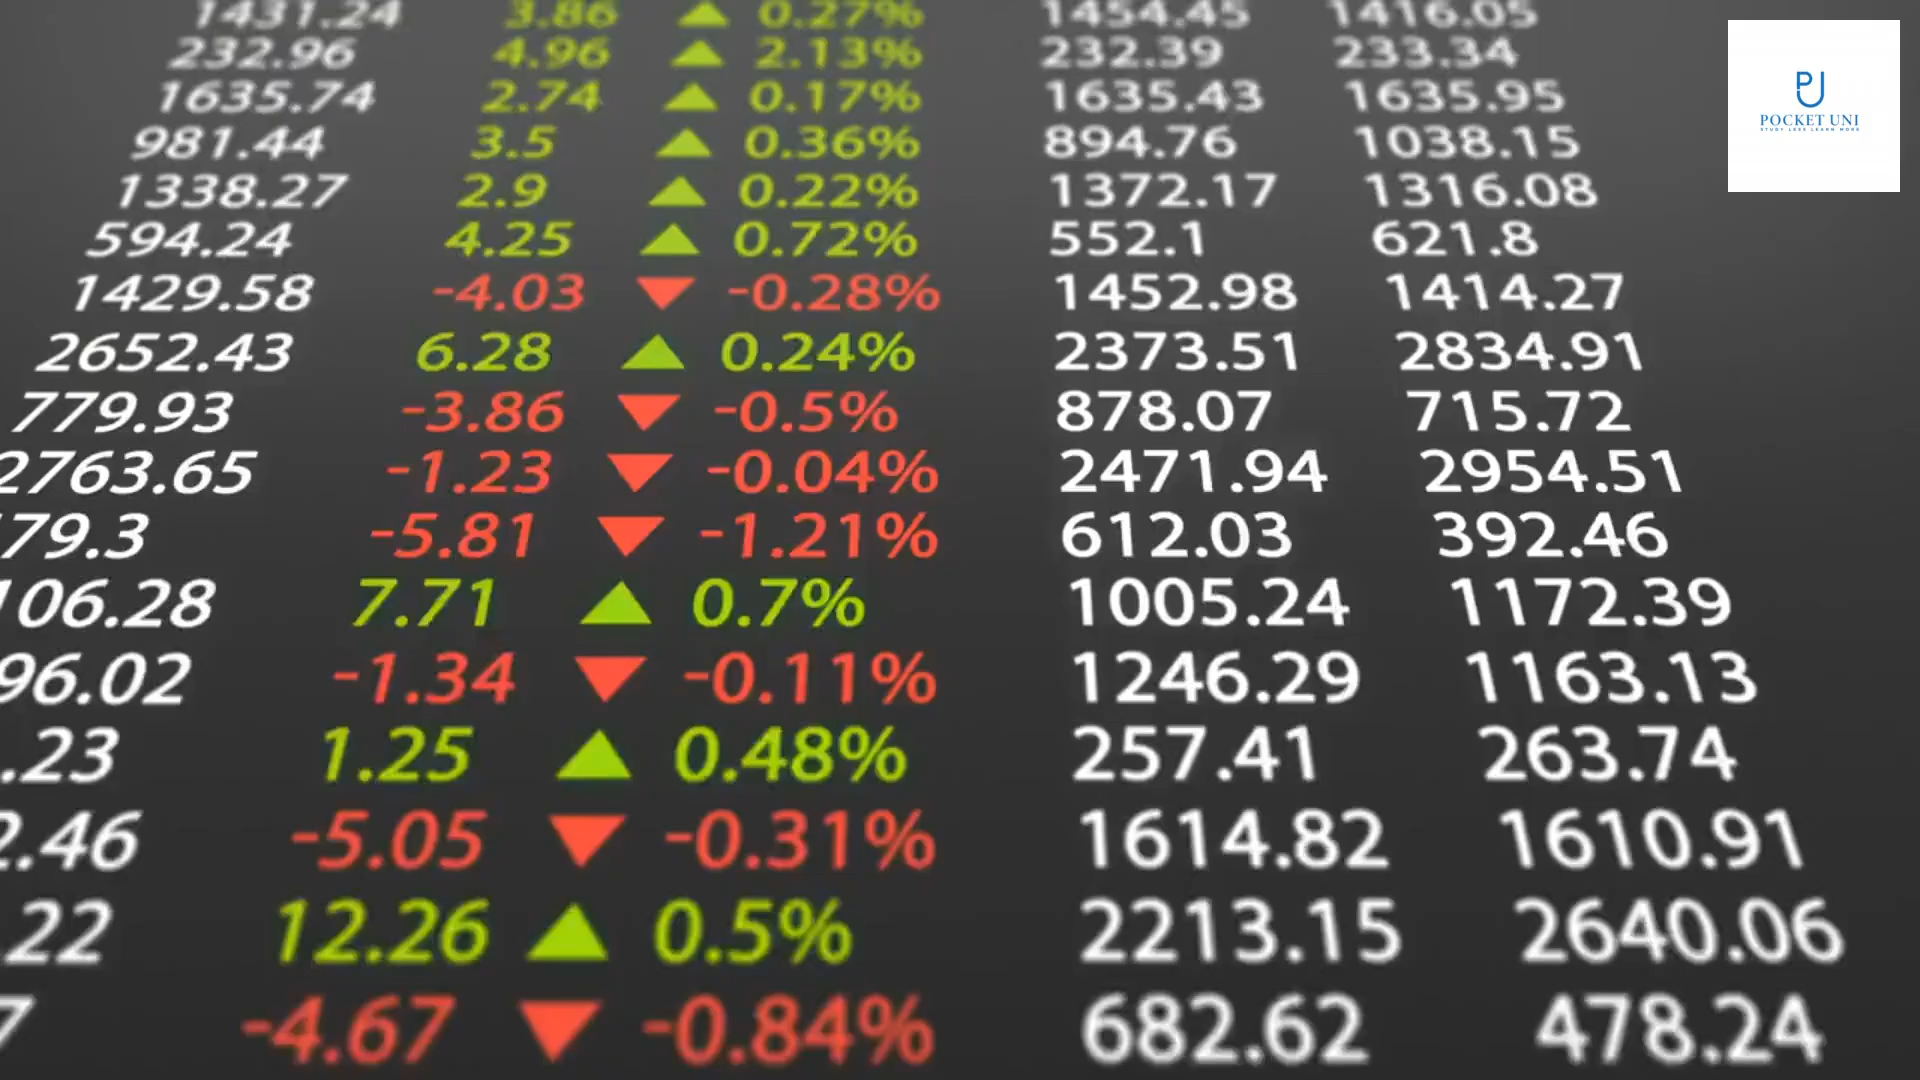 1431.24 3.86 ▲ 0.27% 1454.45 1416.05
232.96 4.96 ▲ 2.13% 232.39 233.34
1635.74 2.74 ▲ 0.17% 1635.43 1635.95
POCKET UNI
STUDY LESS LEARN MORE
981.44 3.5 ▲ 0.36% 894.76 1038.15
1338.27 2.9 ▲ 0.22% 1372.17 1316.08
594.24 4.25 ▲ 0.72% 552.1 621.8
1429.58 -4.03 ▼ -0.28% 1452.98 1414.27
2652.43 6.28 ▲ 0.24% 2373.51 2834.91
779.93 -3.86 ▼ -0.5% 878.07 715.72
2763.65 -1.23 ▼ -0.04% 2471.94 2954.51
79.3 -5.81 ▼ -1.21% 612.03 392.46
106.28 7.71 ▲ 0.7% 1005.24 1172.39
96.02 -1.34 ▼ -0.11% 1246.29 1163.13
.23 1.25 ▲ 0.48% 257.41 263.74
2.46 -5.05 ▼ -0.31% 1614.82 1610.91
.22 12.26 ▲ 0.5% 2213.15 2640.06
7 -4.67 ▼ -0.84% 682.62 478.24